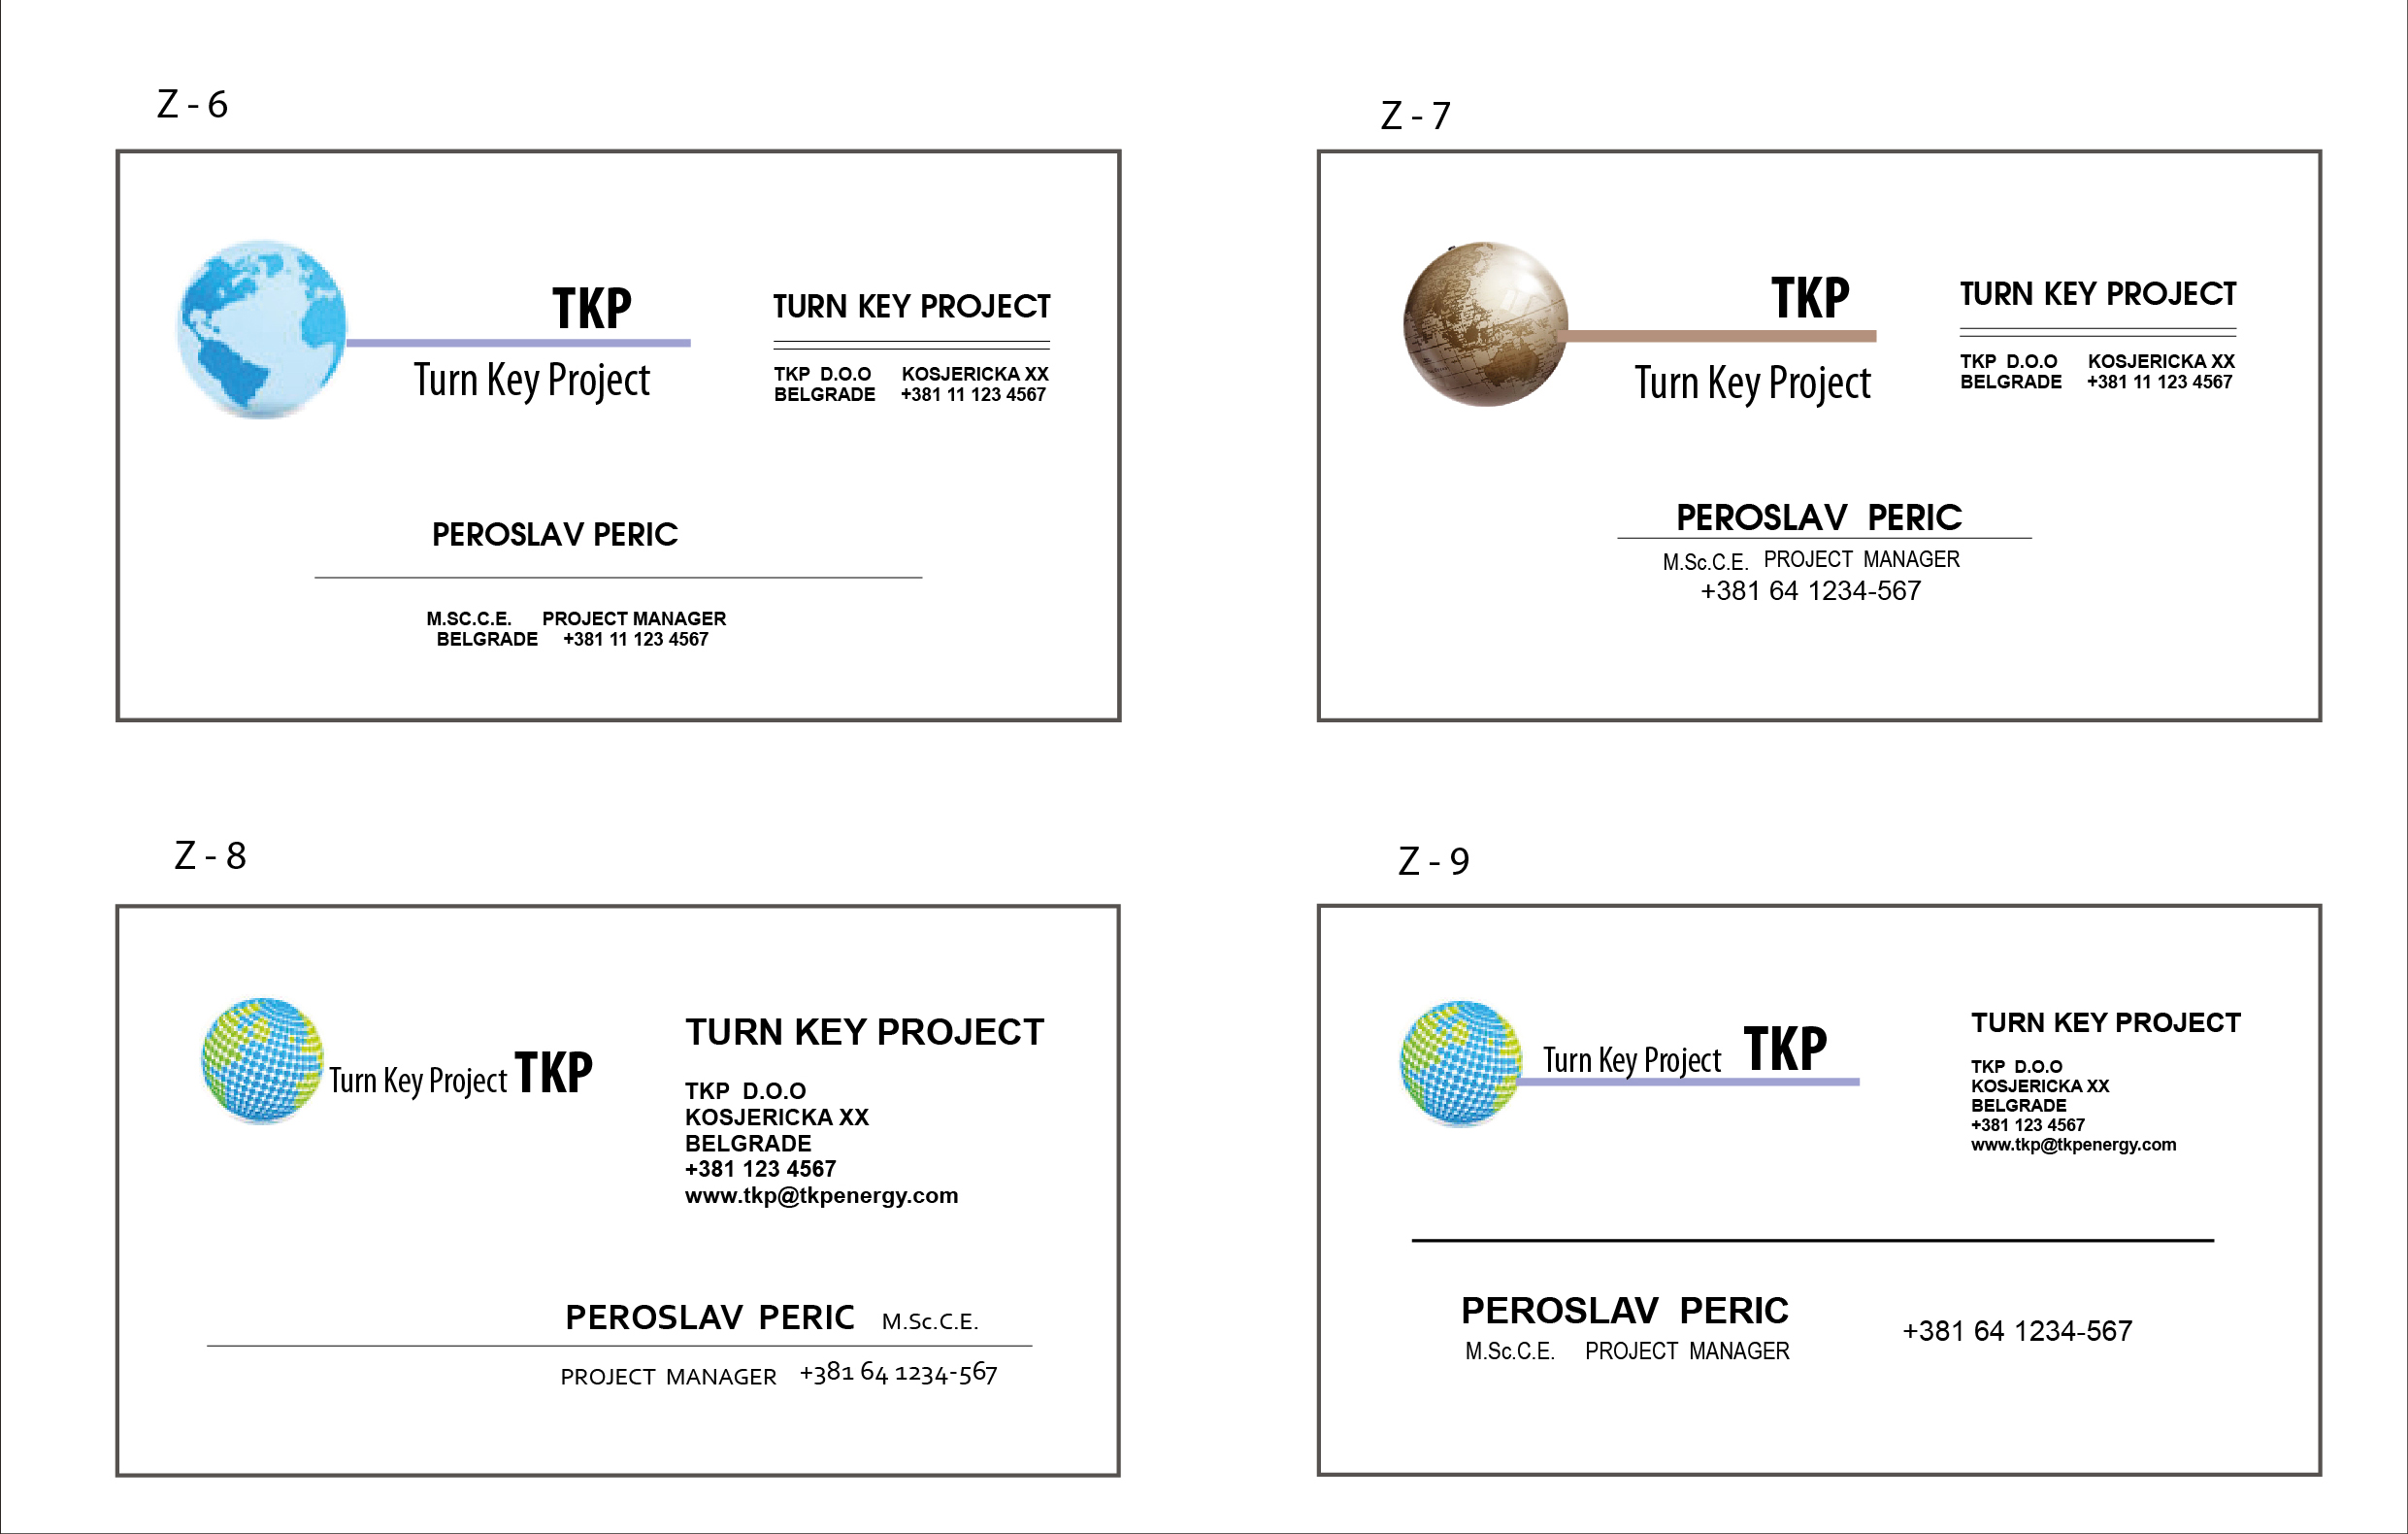 Z - 6
TKP
Turn Key Project
TURN KEY PROJECT
TKP D.O.O KOSJERICKA XX
BELGRADE +381 11 123 4567
PEROSLAV PERIC
M.SC.C.E. PROJECT MANAGER
BELGRADE +381 11 123 4567
Z - 7
TKP
Turn Key Project
TURN KEY PROJECT
TKP D.O.O KOSJERICKA XX
BELGRADE +381 11 123 4567
PEROSLAV PERIC
M.Sc.C.E. PROJECT MANAGER
+381 64 1234-567
Z - 8
Turn Key Project TKP
TURN KEY PROJECT
TKP D.O.O
KOSJERICKA XX
BELGRADE
+381 123 4567
www.tkp@tkpenergy.com
PEROSLAV PERIC M.Sc.C.E.
PROJECT MANAGER +381 64 1234-567
Z - 9
Turn Key Project TKP
TURN KEY PROJECT
TKP D.O.O
KOSJERICKA XX
BELGRADE
+381 123 4567
www.tkp@tkpenergy.com
PEROSLAV PERIC
M.Sc.C.E. PROJECT MANAGER
+381 64 1234-567